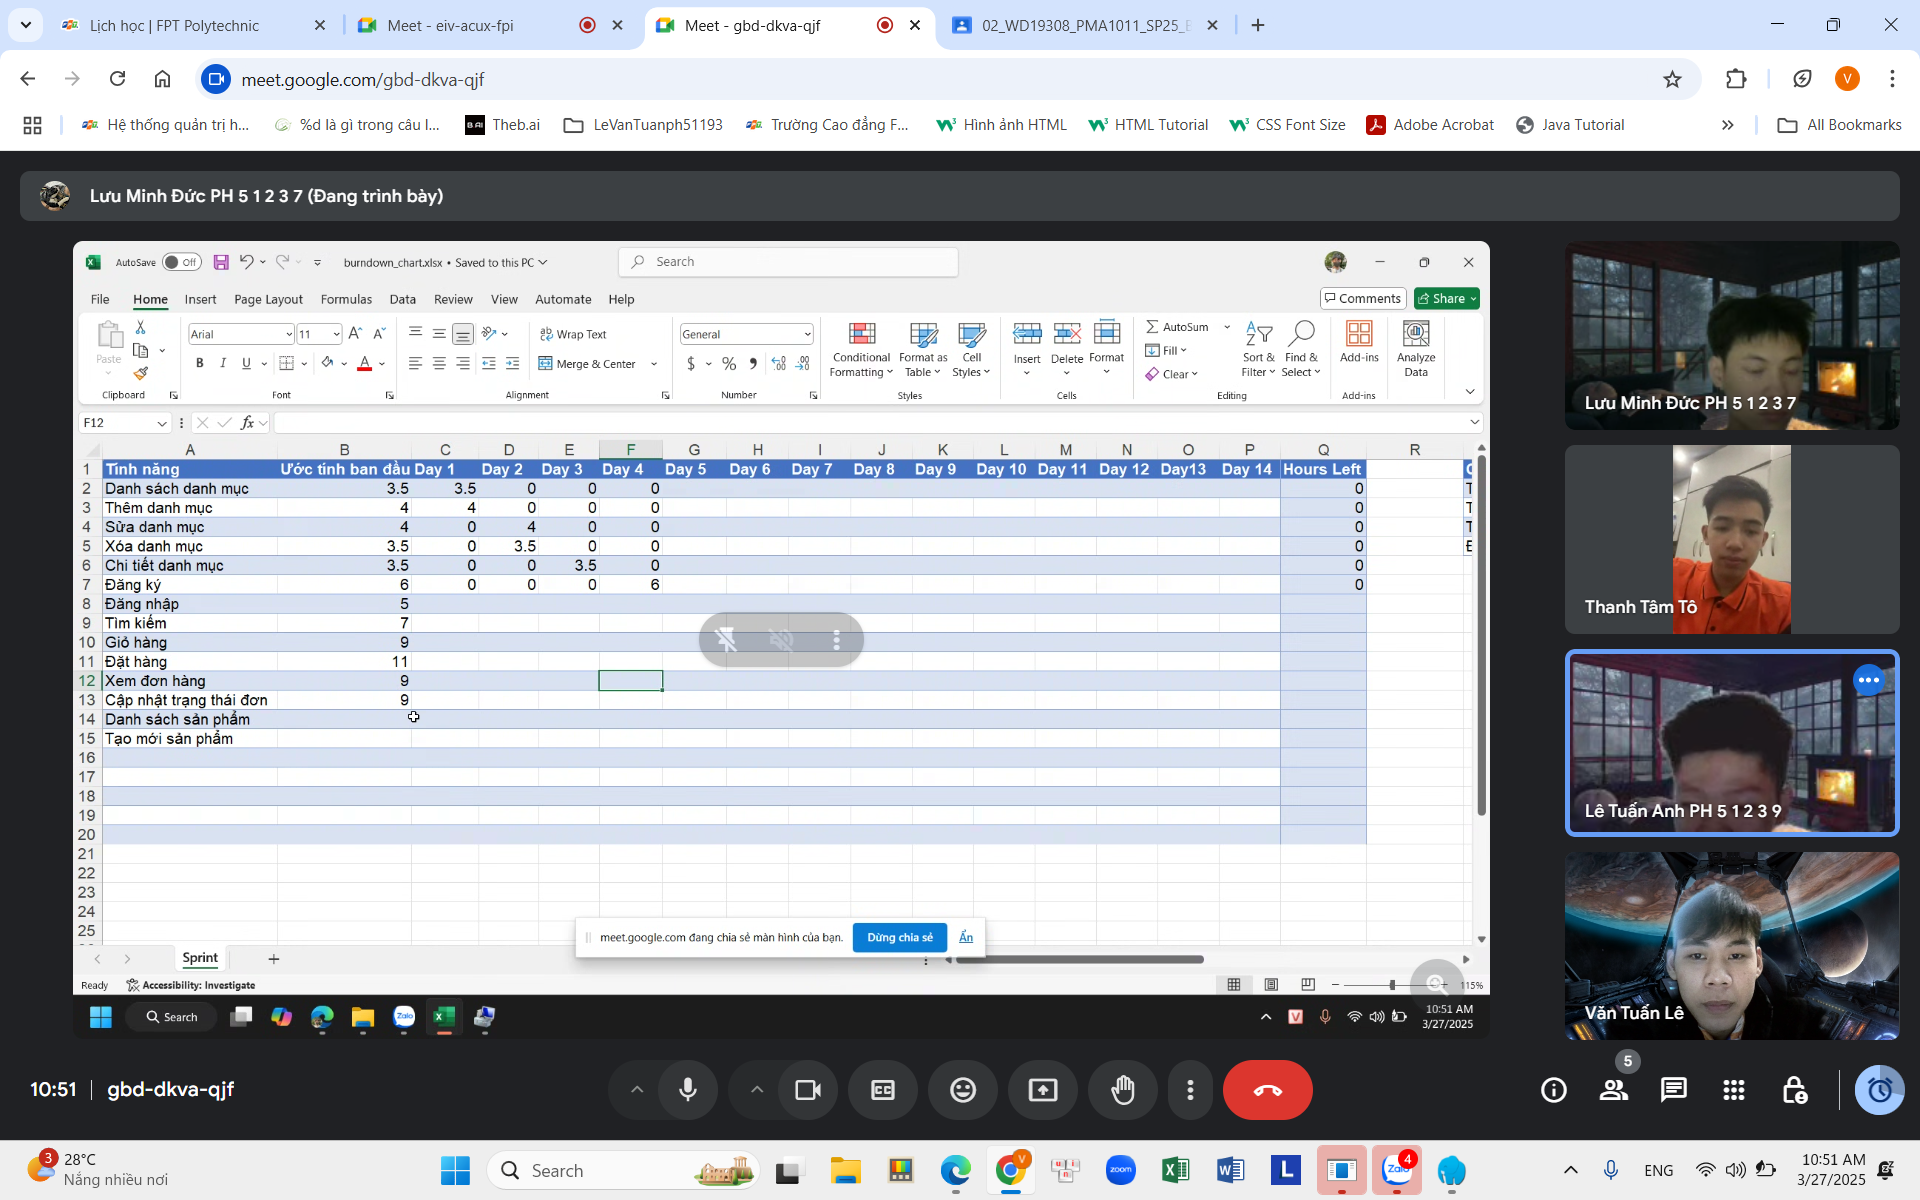 Lịch học | FPT Polytechnic
Meet - eiv-acux-fpi
Meet - gbd-dkva-qjf
02_WD19308_PMA1011_SP25_
meet.google.com/gbd-dkva-qjf
V
Hệ thống quản trị h...
%d là gì trong câu l...
B.AI
Theb.ai
LeVanTuanph51193
Trường Cao đẳng F...
Hình ảnh HTML
HTML Tutorial
CSS Font Size
Adobe Acrobat
Java Tutorial
All Bookmarks
Lưu Minh Đức PH 5 1 2 3 7 (Đang trình bày)
AutoSave Off
burndown_chart.xlsx • Saved to this PC
Search
File Home Insert Page Layout Formulas Data Review View Automate Help
Comments
Share
Paste
Arial 11
B I U
Wrap Text
Merge & Center
General
Conditional Formatting
Format as Table
Cell Styles
Insert
Delete
Format
AutoSum
Fill
Clear
Sort & Filter
Find & Select
Add-ins
Analyze Data
Clipboard Font Alignment Number Styles Cells Editing Add-ins
F12 fx
A B C D E F G H I J K L M N O P Q R
1 Tính năng Ước tính ban đầu Day 1 Day 2 Day 3 Day 4 Day 5 Day 6 Day 7 Day 8 Day 9 Day 10 Day 11 Day 12 Day13 Day 14 Hours Left
2 Danh sách danh mục 3.5 3.5 0 0 0 0
3 Thêm danh mục 4 4 0 0 0 0
4 Sửa danh mục 4 0 4 0 0 0
5 Xóa danh mục 3.5 0 3.5 0 0 0
6 Chi tiết danh mục 3.5 0 0 3.5 0 0
7 Đăng ký 6 0 0 0 6 0
8 Đăng nhập 5
9 Tìm kiếm 7
10 Giỏ hàng 9
11 Đặt hàng 11
12 Xem đơn hàng 9
13 Cập nhật trạng thái đơn 9
14 Danh sách sản phẩm
15 Tạo mới sản phẩm
16
17
18
19
20
21
22
23
24
25
meet.google.com đang chia sẻ màn hình của bạn. Dừng chia sẻ Ẩn
Sprint
Ready Accessibility: Investigate 115%
Search
Zalo
10:51 AM
3/27/2025
Lưu Minh Đức PH 5 1 2 3 7
Thanh Tâm Tô
Lê Tuấn Anh PH 5 1 2 3 9
Văn Tuấn Lê
10:51 gbd-dkva-qjf
5
3
28°C
Nắng nhiều nơi
Search
V
zoom
L
Zalo
4
ENG
10:51 AM
3/27/2025